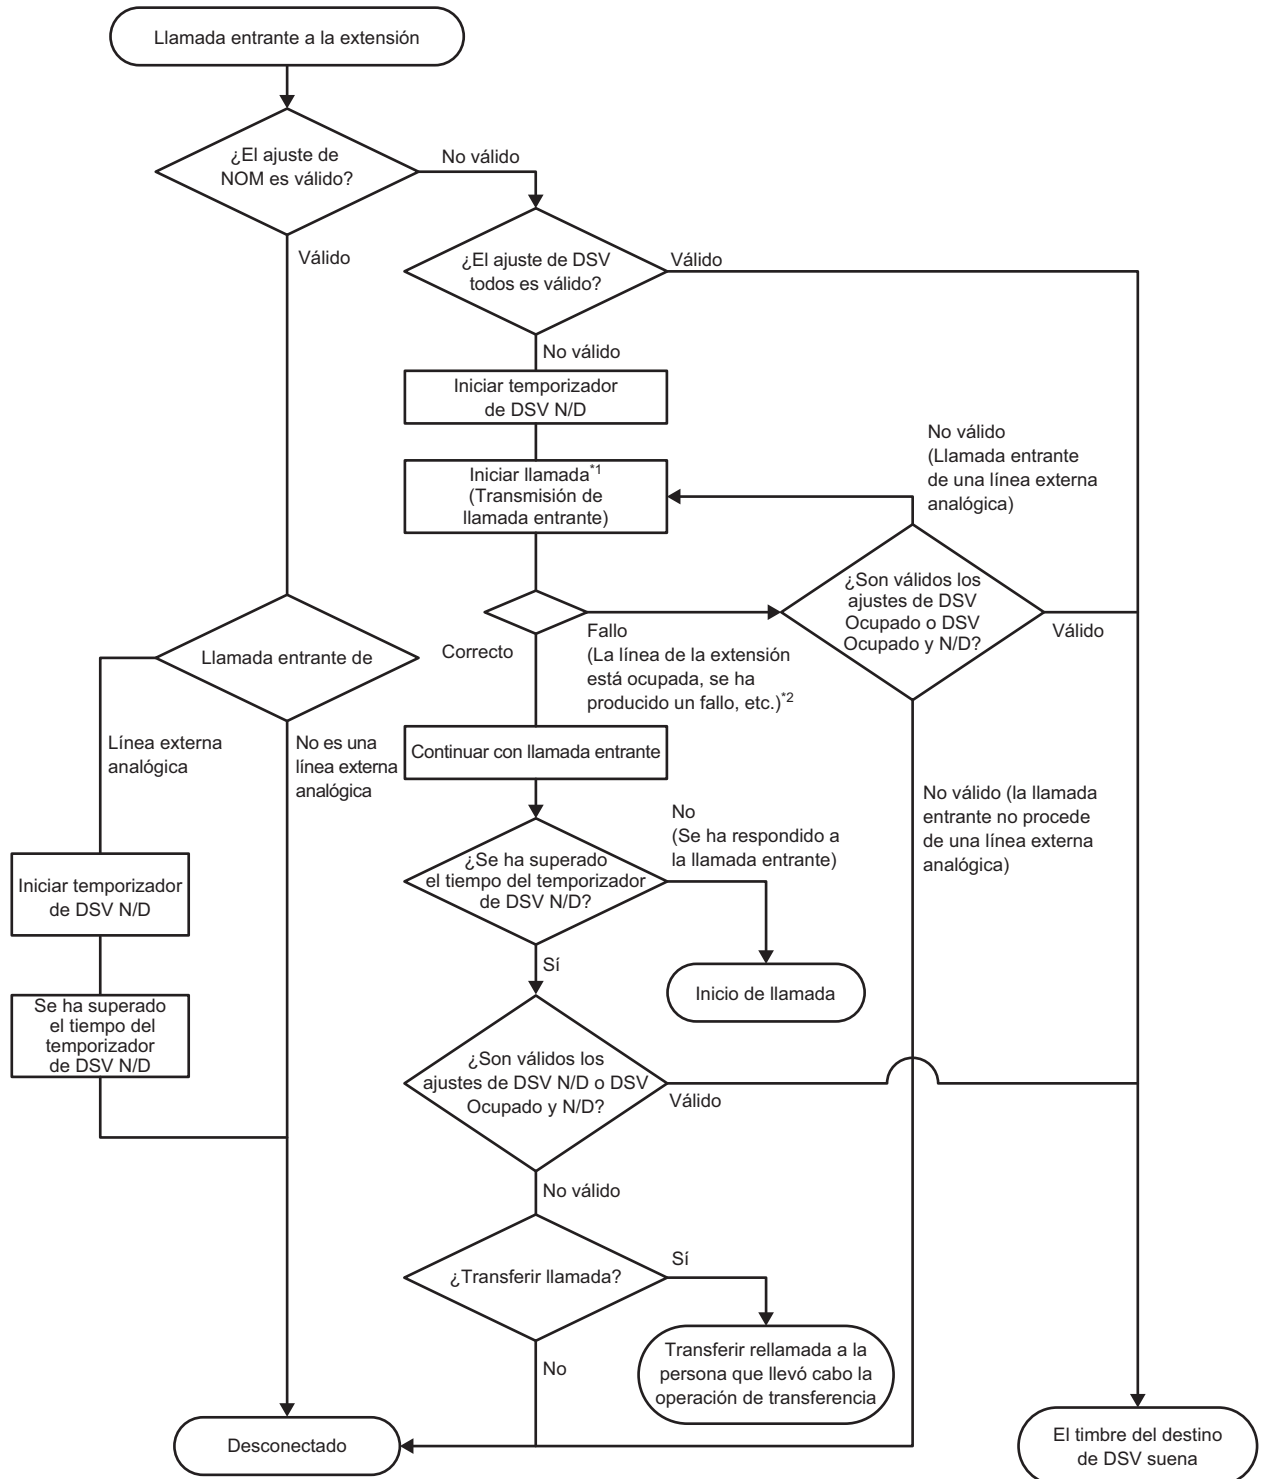 Llamada entrante a la extensión
¿El ajuste de
NOM es válido?
No válido
Válido
¿El ajuste de DSV
todos es válido?
Válido
No válido
Iniciar temporizador
de DSV N/D
Iniciar llamada*1
(Transmisión de
llamada entrante)
No válido
(Llamada entrante
de una línea externa
analógica)
¿Son válidos los
ajustes de DSV
Ocupado o DSV
Ocupado y N/D?
Válido
Fallo
(La línea de la extensión
está ocupada, se ha
producido un fallo, etc.)*2
Correcto
Llamada entrante de
Línea externa
analógica
No es una
línea externa
analógica
Continuar con llamada entrante
No válido (la llamada
entrante no procede
de una línea externa
analógica)
No
(Se ha respondido a
la llamada entrante)
¿Se ha superado
el tiempo del temporizador
de DSV N/D?
Iniciar temporizador
de DSV N/D
Sí
Inicio de llamada
Se ha superado
el tiempo del
temporizador
de DSV N/D
¿Son válidos los
ajustes de DSV N/D o DSV
Ocupado y N/D?
Válido
No válido
¿Transferir llamada?
Sí
No
Transferir rellamada a la
persona que llevó cabo la
operación de transferencia
Desconectado
El timbre del destino
de DSV suena